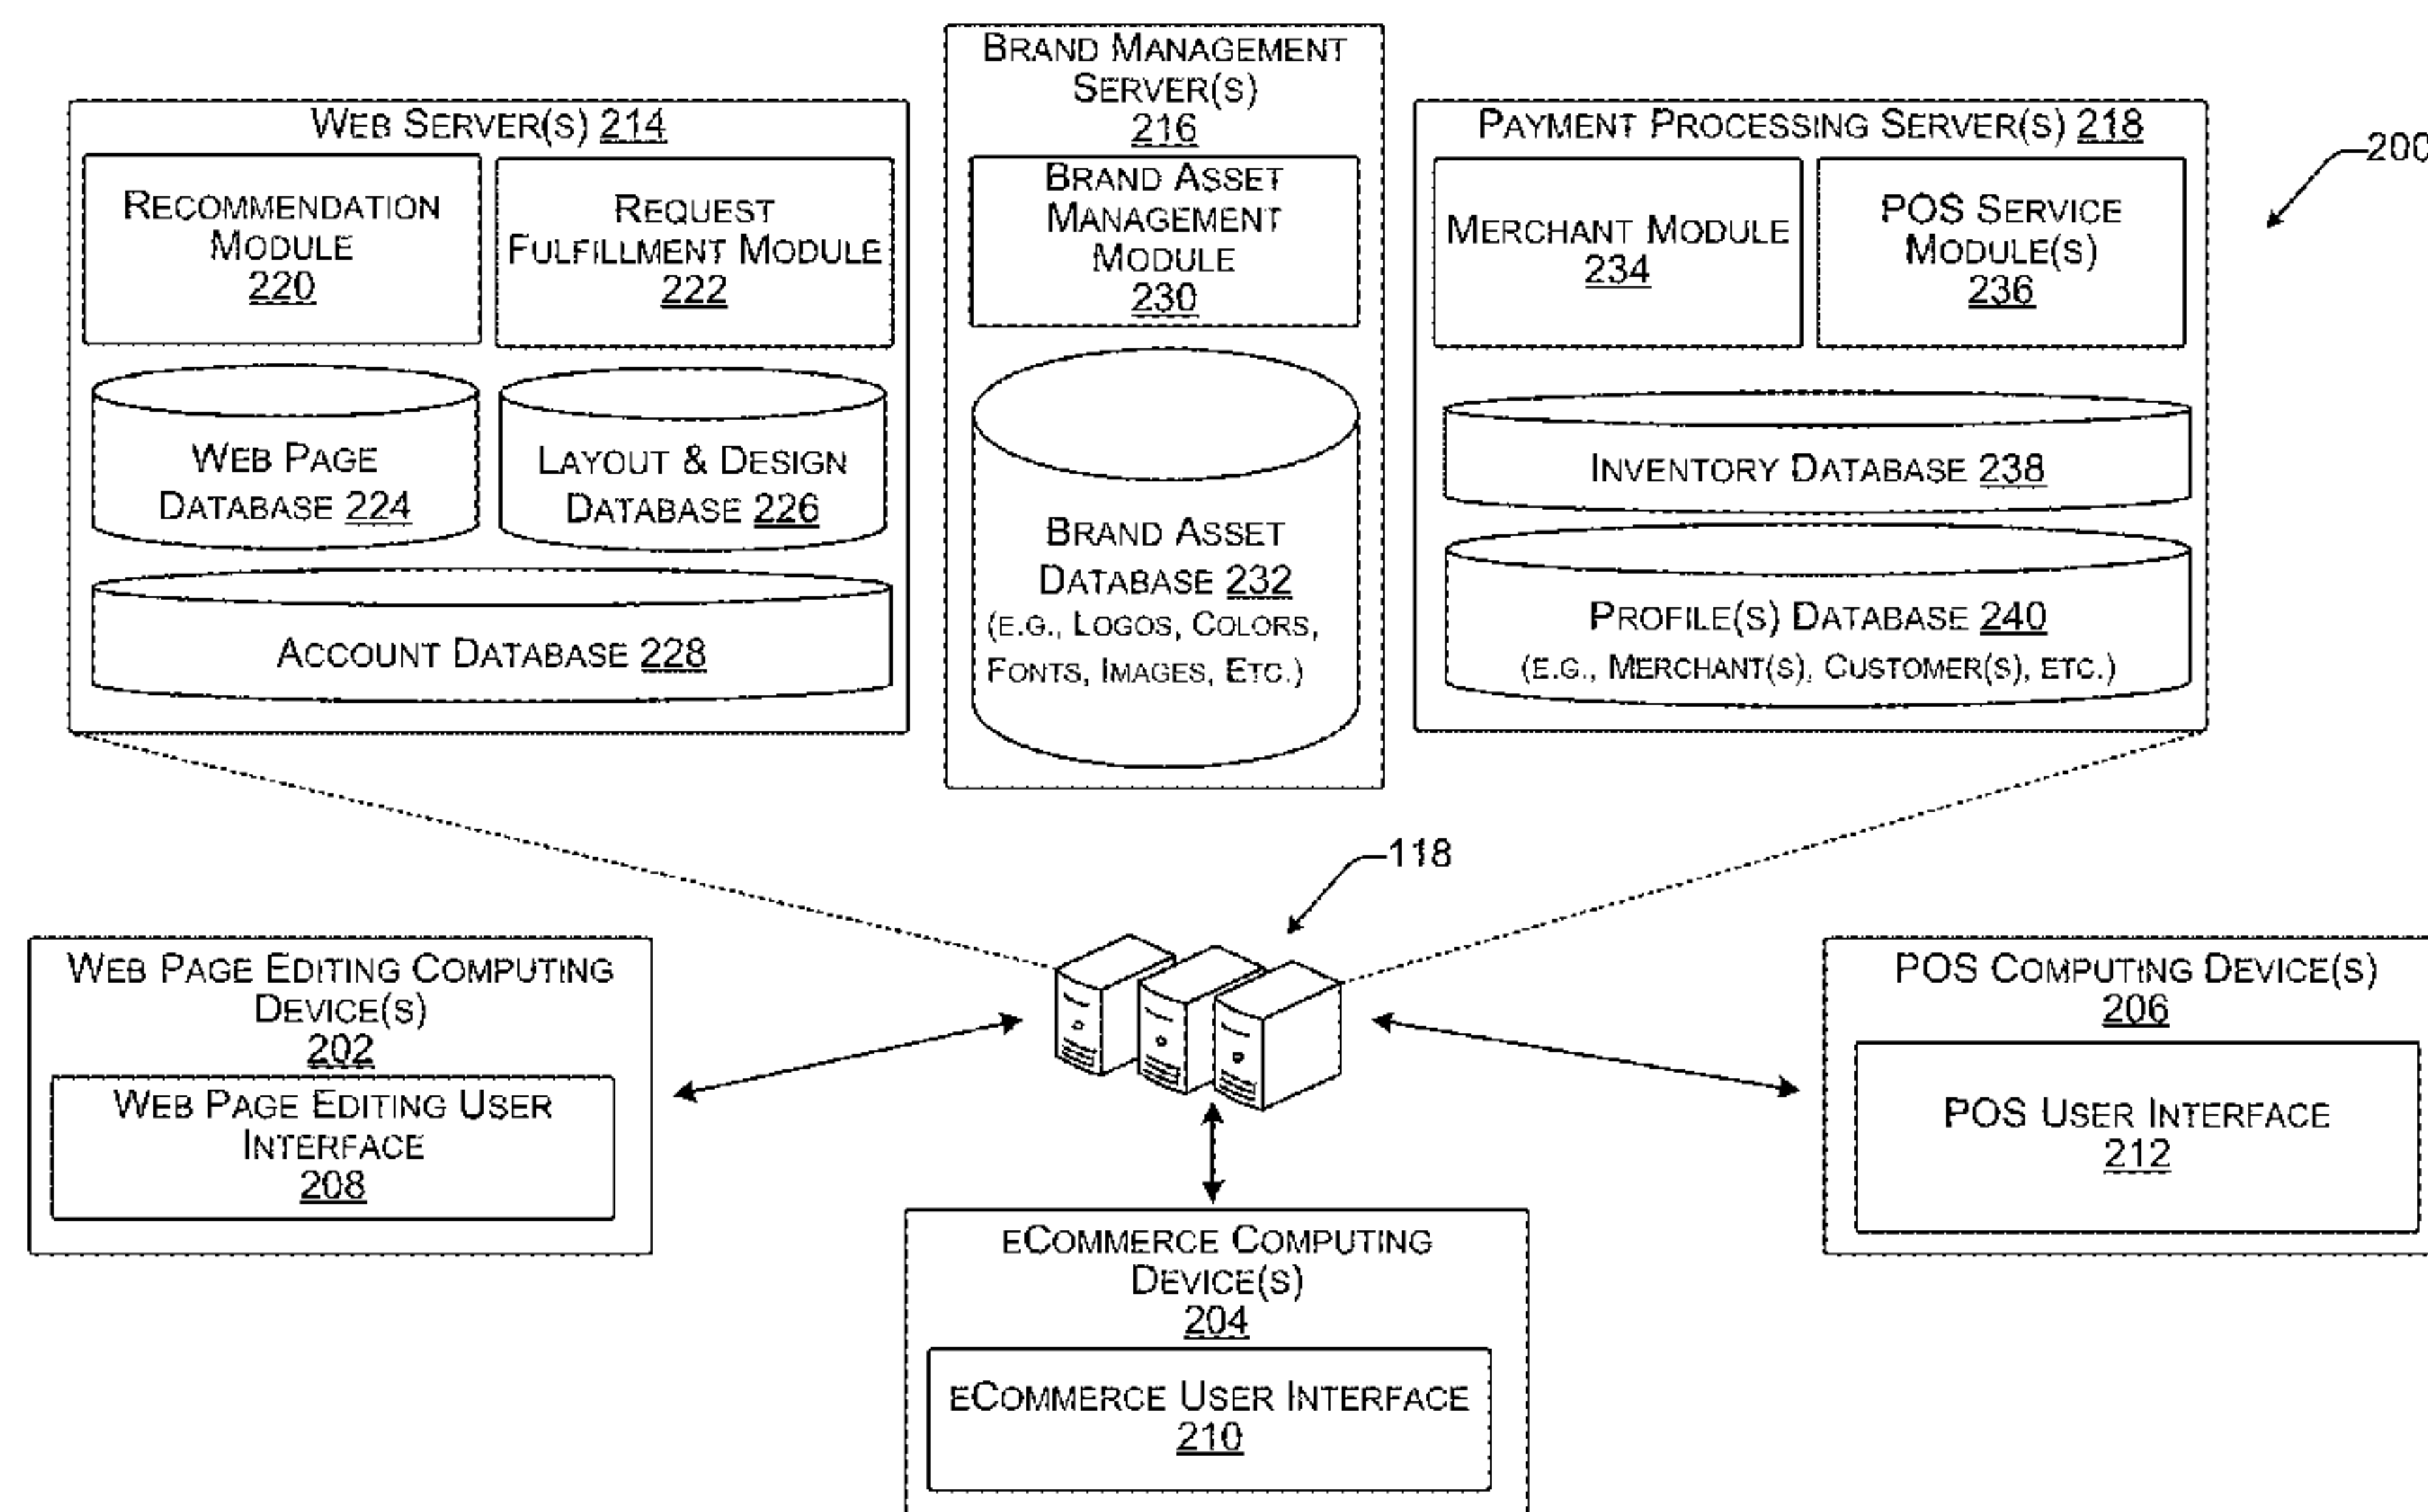 BRAND MANAGEMENT
SERVER(S)
216
WEB SERVER(S) 214
PAYMENT PROCESSING SERVER(S) 218
200
RECOMMENDATION
MODULE
220
REQUEST
FULFILLMENT MODULE
222
BRAND ASSET
MANAGEMENT
MODULE
230
MERCHANT MODULE
234
POS SERVICE
MODULE(S)
236
WEB PAGE
DATABASE 224
LAYOUT & DESIGN
DATABASE 226
ACCOUNT DATABASE 228
BRAND ASSET
DATABASE 232
(E.G., LOGOS, COLORS,
FONTS, IMAGES, ETC.)
INVENTORY DATABASE 238
PROFILE(S) DATABASE 240
(E.G., MERCHANT(S), CUSTOMER(S), ETC.)
118
WEB PAGE EDITING COMPUTING
DEVICE(S)
202
WEB PAGE EDITING USER
INTERFACE
208
ECOMMERCE COMPUTING
DEVICE(S)
204
ECOMMERCE USER INTERFACE
210
POS COMPUTING DEVICE(S)
206
POS USER INTERFACE
212